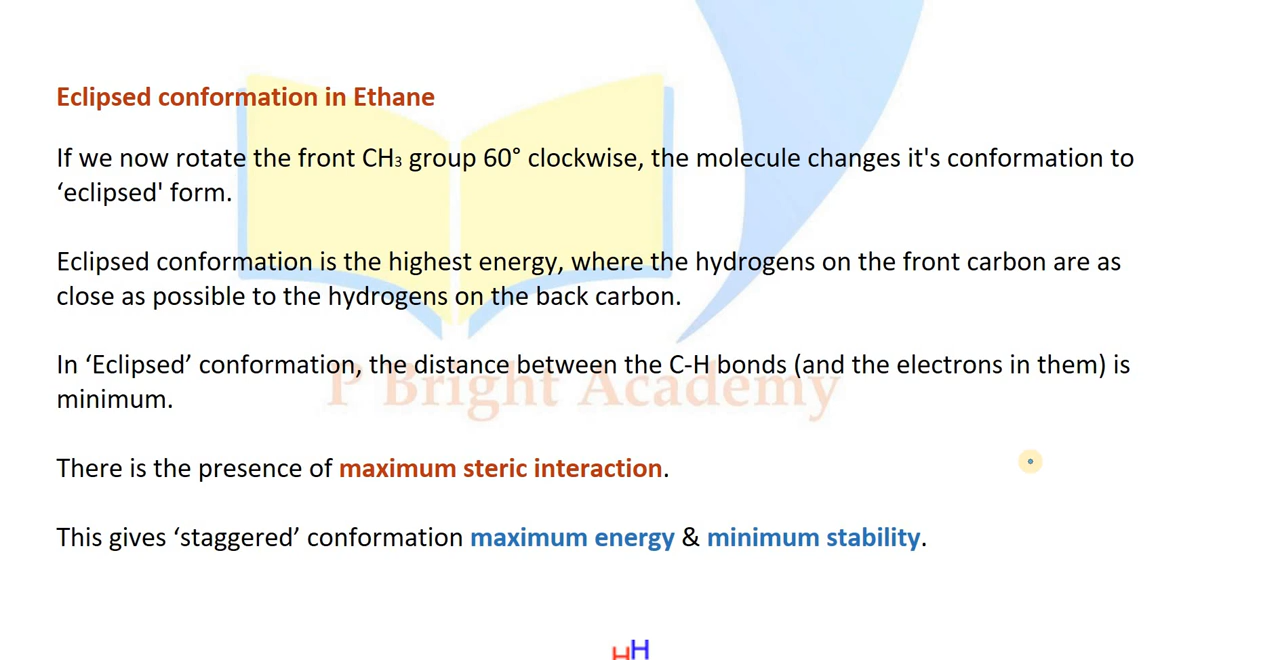 Eclipsed conformation in Ethane
If we now rotate the front CH₃ group 60° clockwise, the molecule changes it's conformation to
‘eclipsed' form.
Eclipsed conformation is the highest energy, where the hydrogens on the front carbon are as
close as possible to the hydrogens on the back carbon.
In ‘Eclipsed’ conformation, the distance between the C-H bonds (and the electrons in them) is
minimum.
P Bright Academy
There is the presence of maximum steric interaction.
This gives ‘staggered’ conformation maximum energy & minimum stability.
HH